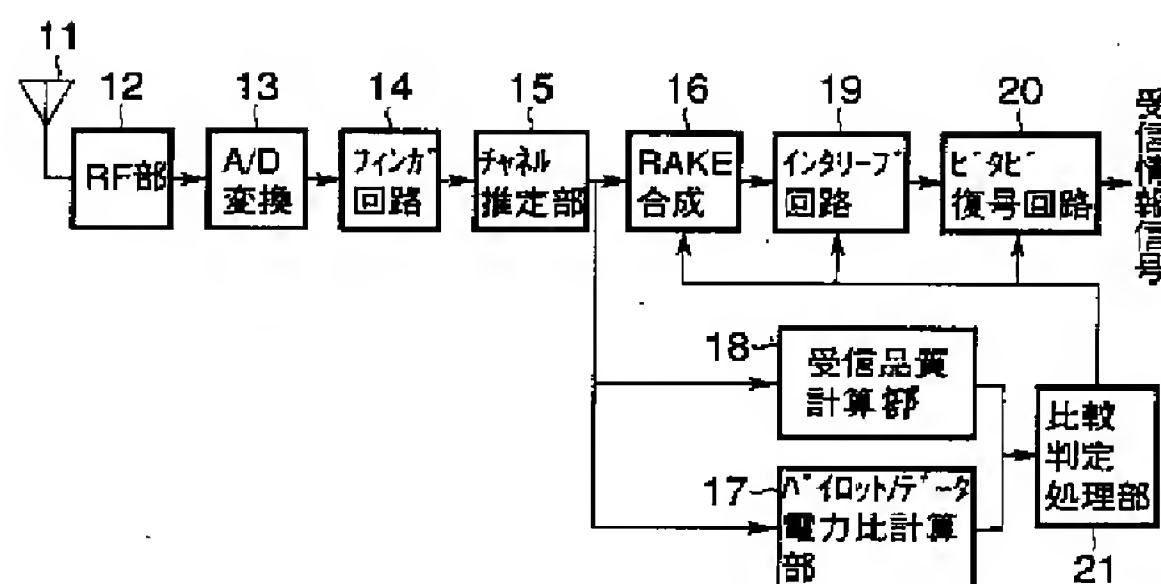 11
12
13
14
15
16
19
20
RF部
A/D
変換
フィンガ
回路
チャネル
推定部
RAKE
合成
インタリーブ
回路
ビタビ
復号回路
受信情報信号
18
受信品質
計算部
17
パイロット/データ
電力比計算
部
比較
判定
処理部
21